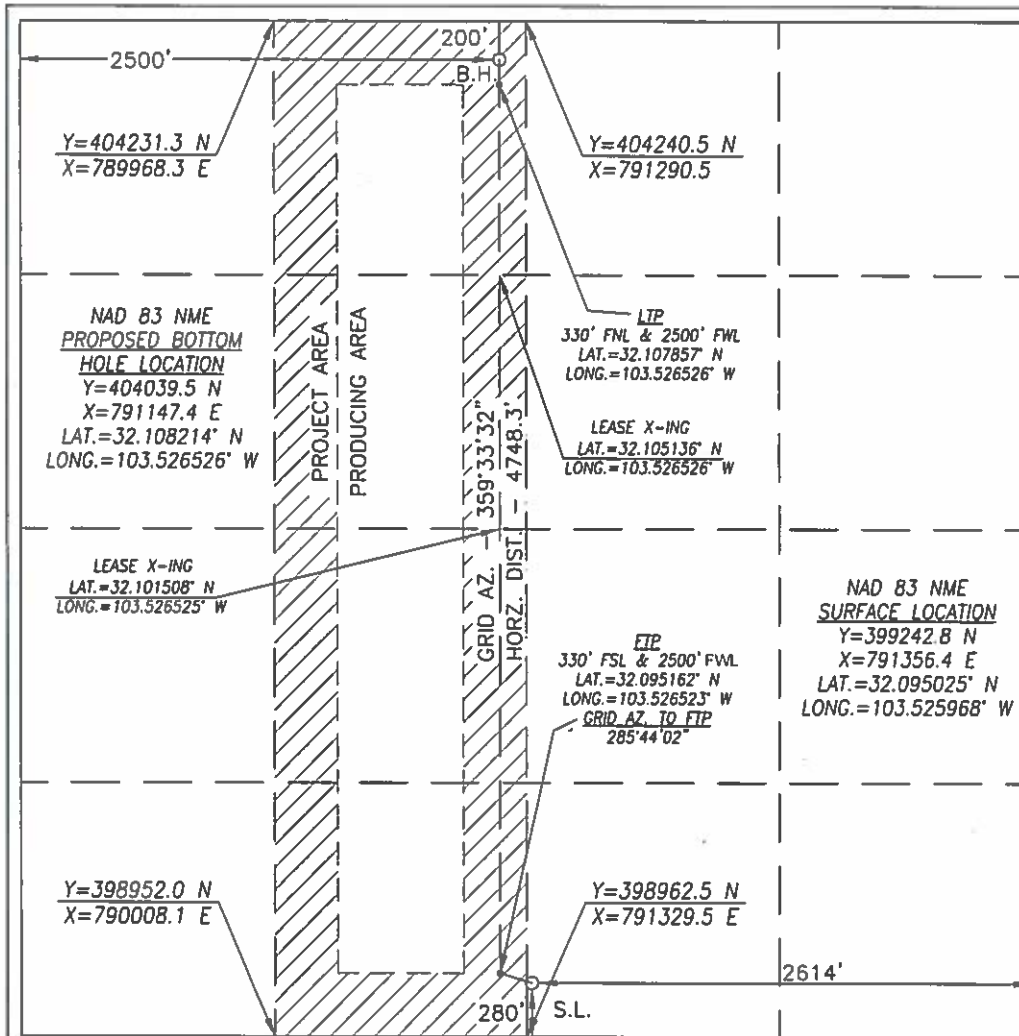 2500'
200'
B.H.
Y=404231.3 N
X=789968.3 E
Y=404240.5 N
X=791290.5
NAD 83 NME
PROPOSED BOTTOM
HOLE LOCATION
Y=404039.5 N
X=791147.4 E
LAT.=32.108214° N
LONG.=103.526526° W
PROJECT AREA
PRODUCING AREA
LTP
330' FNL & 2500' FWL
LAT.=32.107857° N
LONG.=103.526526° W
LEASE X-ING
LAT.=32.105136° N
LONG.=103.526526° W
GRID AZ. - 359°33'32"
HORZ. DIST. - 4748.3'
LEASE X-ING
LAT.=32.101508° N
LONG.=103.526525° W
FTP
330' FSL & 2500' FWL
LAT.=32.095162° N
LONG.=103.526523° W
GRID AZ. TO FTP
285°44'02"
NAD 83 NME
SURFACE LOCATION
Y=399242.8 N
X=791356.4 E
LAT.=32.095025° N
LONG.=103.525968° W
Y=398952.0 N
X=790008.1 E
Y=398962.5 N
X=791329.5 E
2614'
280'
S.L.